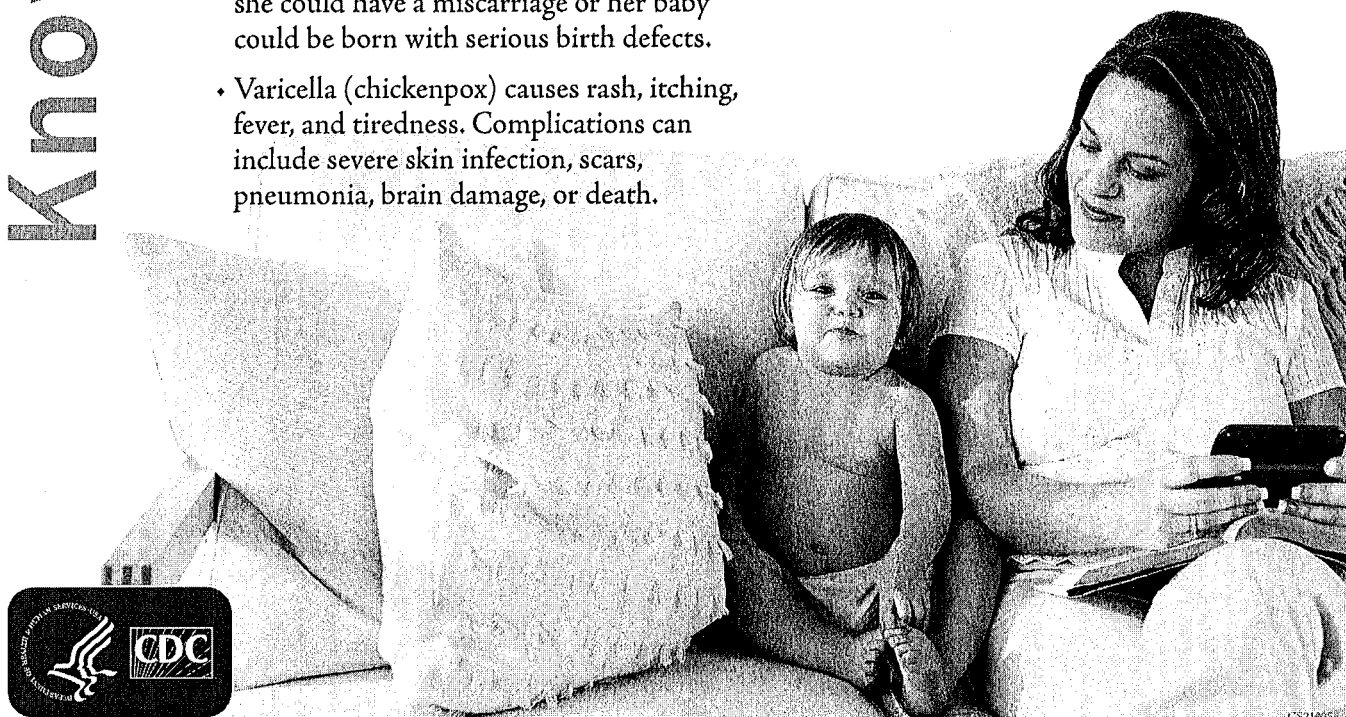 Kno
she could have a miscarriage or her baby
could be born with serious birth defects.
⬩ Varicella (chickenpox) causes rash, itching,
fever, and tiredness. Complications can
include severe skin infection, scars,
pneumonia, brain damage, or death.
CDC